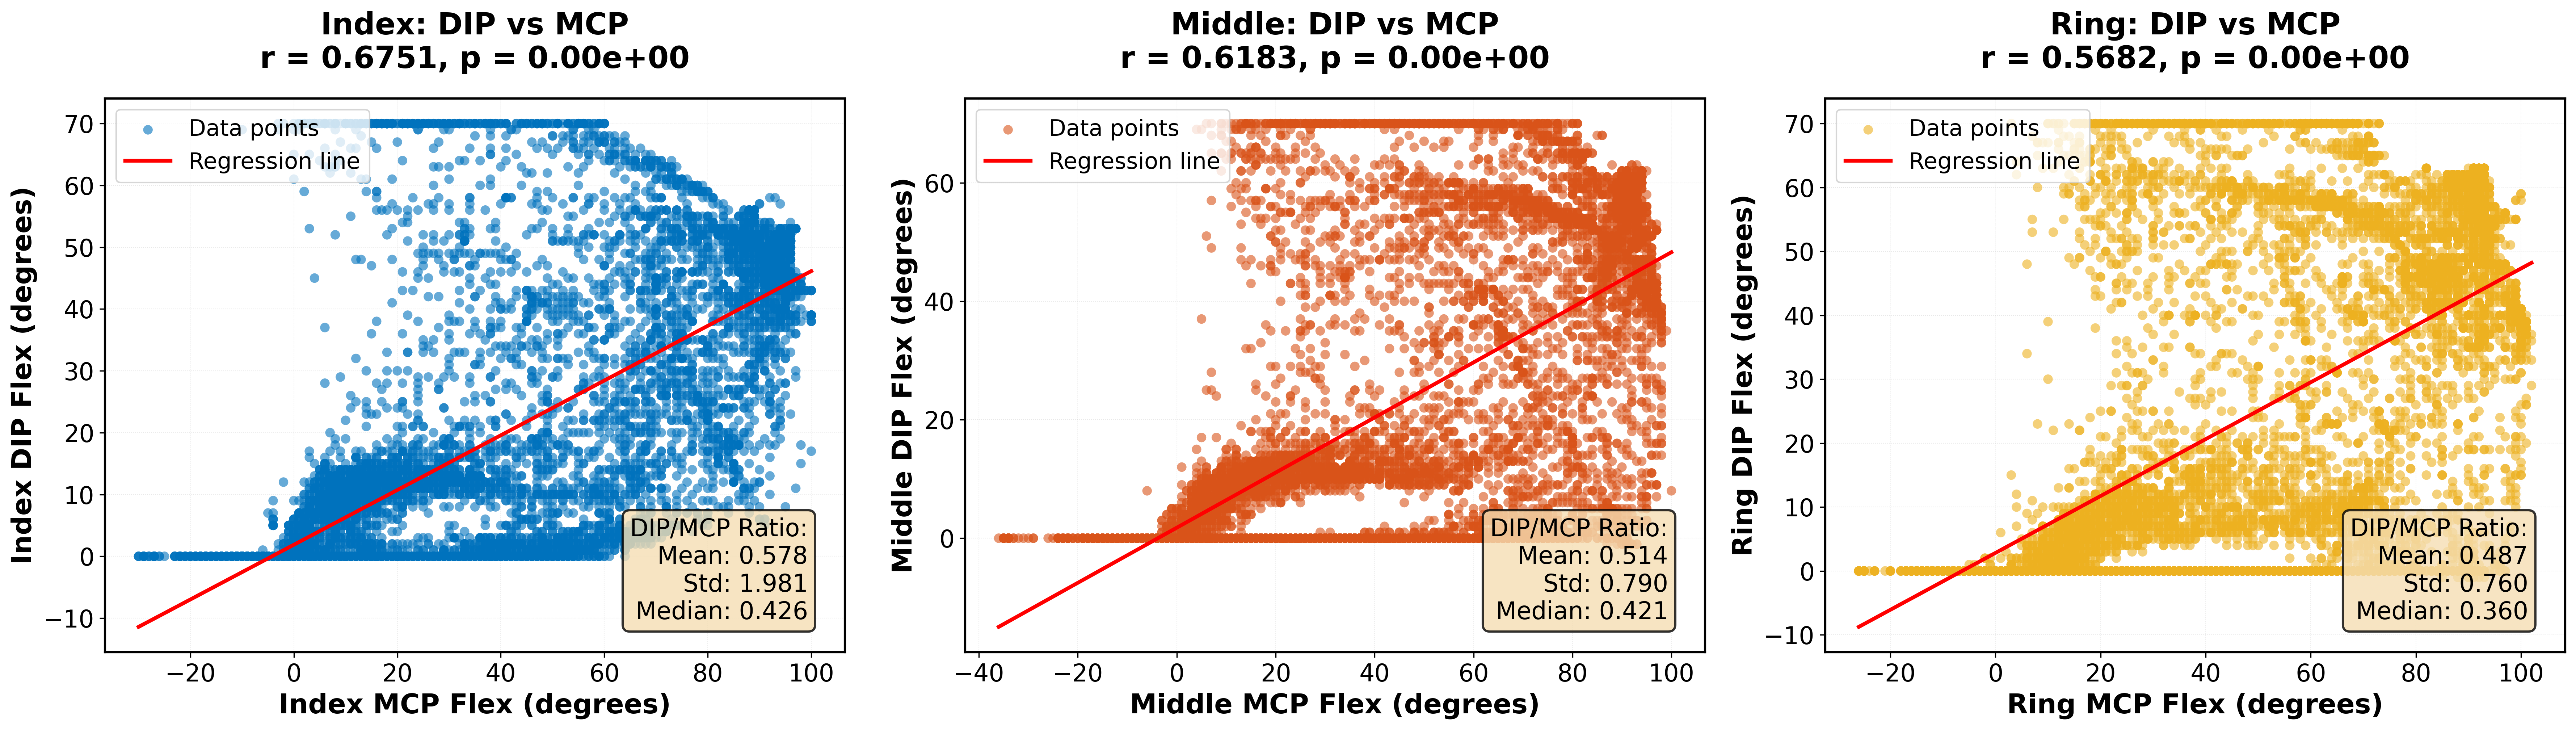 Index: DIP vs MCP
r = 0.6751, p = 0.00e+00
Data points
Regression line
70
60
50
40
30
20
10
0
−10
Index DIP Flex (degrees)
DIP/MCP Ratio:
Mean: 0.578
Std: 1.981
Median: 0.426
−20
0
20
40
60
80
100
Index MCP Flex (degrees)
Middle: DIP vs MCP
r = 0.6183, p = 0.00e+00
Data points
Regression line
60
40
20
0
Middle DIP Flex (degrees)
DIP/MCP Ratio:
Mean: 0.514
Std: 0.790
Median: 0.421
−40
−20
0
20
40
60
80
100
Middle MCP Flex (degrees)
Ring: DIP vs MCP
r = 0.5682, p = 0.00e+00
Data points
Regression line
70
60
50
40
30
20
10
0
−10
Ring DIP Flex (degrees)
DIP/MCP Ratio:
Mean: 0.487
Std: 0.760
Median: 0.360
−20
0
20
40
60
80
100
Ring MCP Flex (degrees)